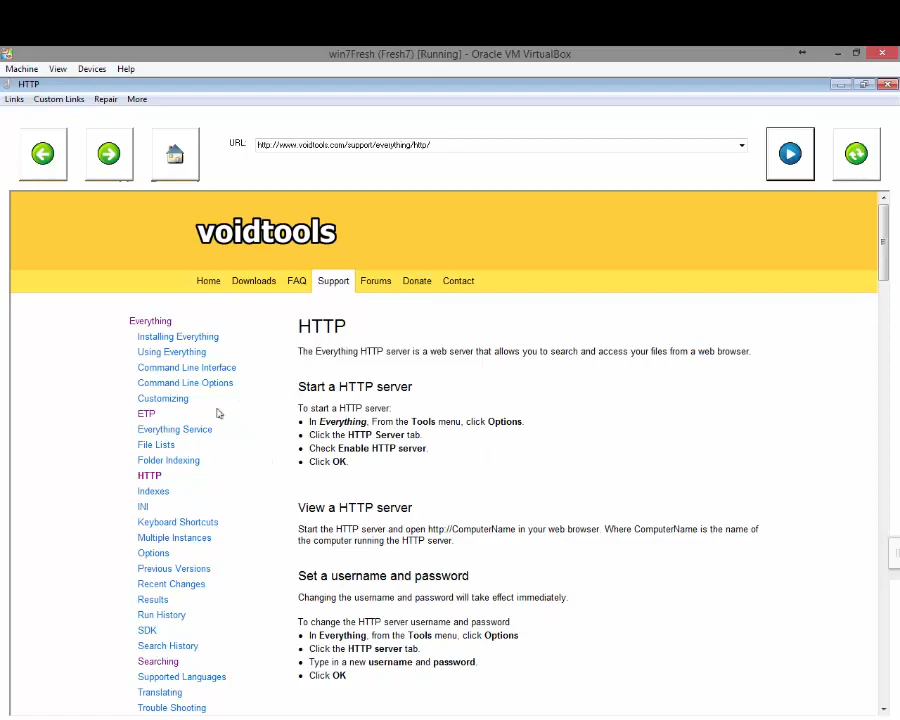 win7Fresh (Fresh7) [Running] - Oracle VM VirtualBox
Machine View Devices Help
HTTP
Links Custom Links Repair More
URL: http://www.voidtools.com/support/everything/http/
voidtools
Home Downloads FAQ Support Forums Donate Contact
Everything
Installing Everything
Using Everything
Command Line Interface
Command Line Options
Customizing
ETP
Everything Service
File Lists
Folder Indexing
HTTP
Indexes
INI
Keyboard Shortcuts
Multiple Instances
Options
Previous Versions
Recent Changes
Results
Run History
SDK
Search History
Searching
Supported Languages
Translating
Trouble Shooting
HTTP
The Everything HTTP server is a web server that allows you to search and access your files from a web browser.
Start a HTTP server
To start a HTTP server:
In Everything, From the Tools menu, click Options.
Click the HTTP Server tab.
Check Enable HTTP server.
Click OK.
View a HTTP server
Start the HTTP server and open http://ComputerName in your web browser. Where ComputerName is the name of
the computer running the HTTP server.
Set a username and password
Changing the username and password will take effect immediately.
To change the HTTP server username and password
In Everything, from the Tools menu, click Options
Click the HTTP server tab.
Type in a new username and password.
Click OK